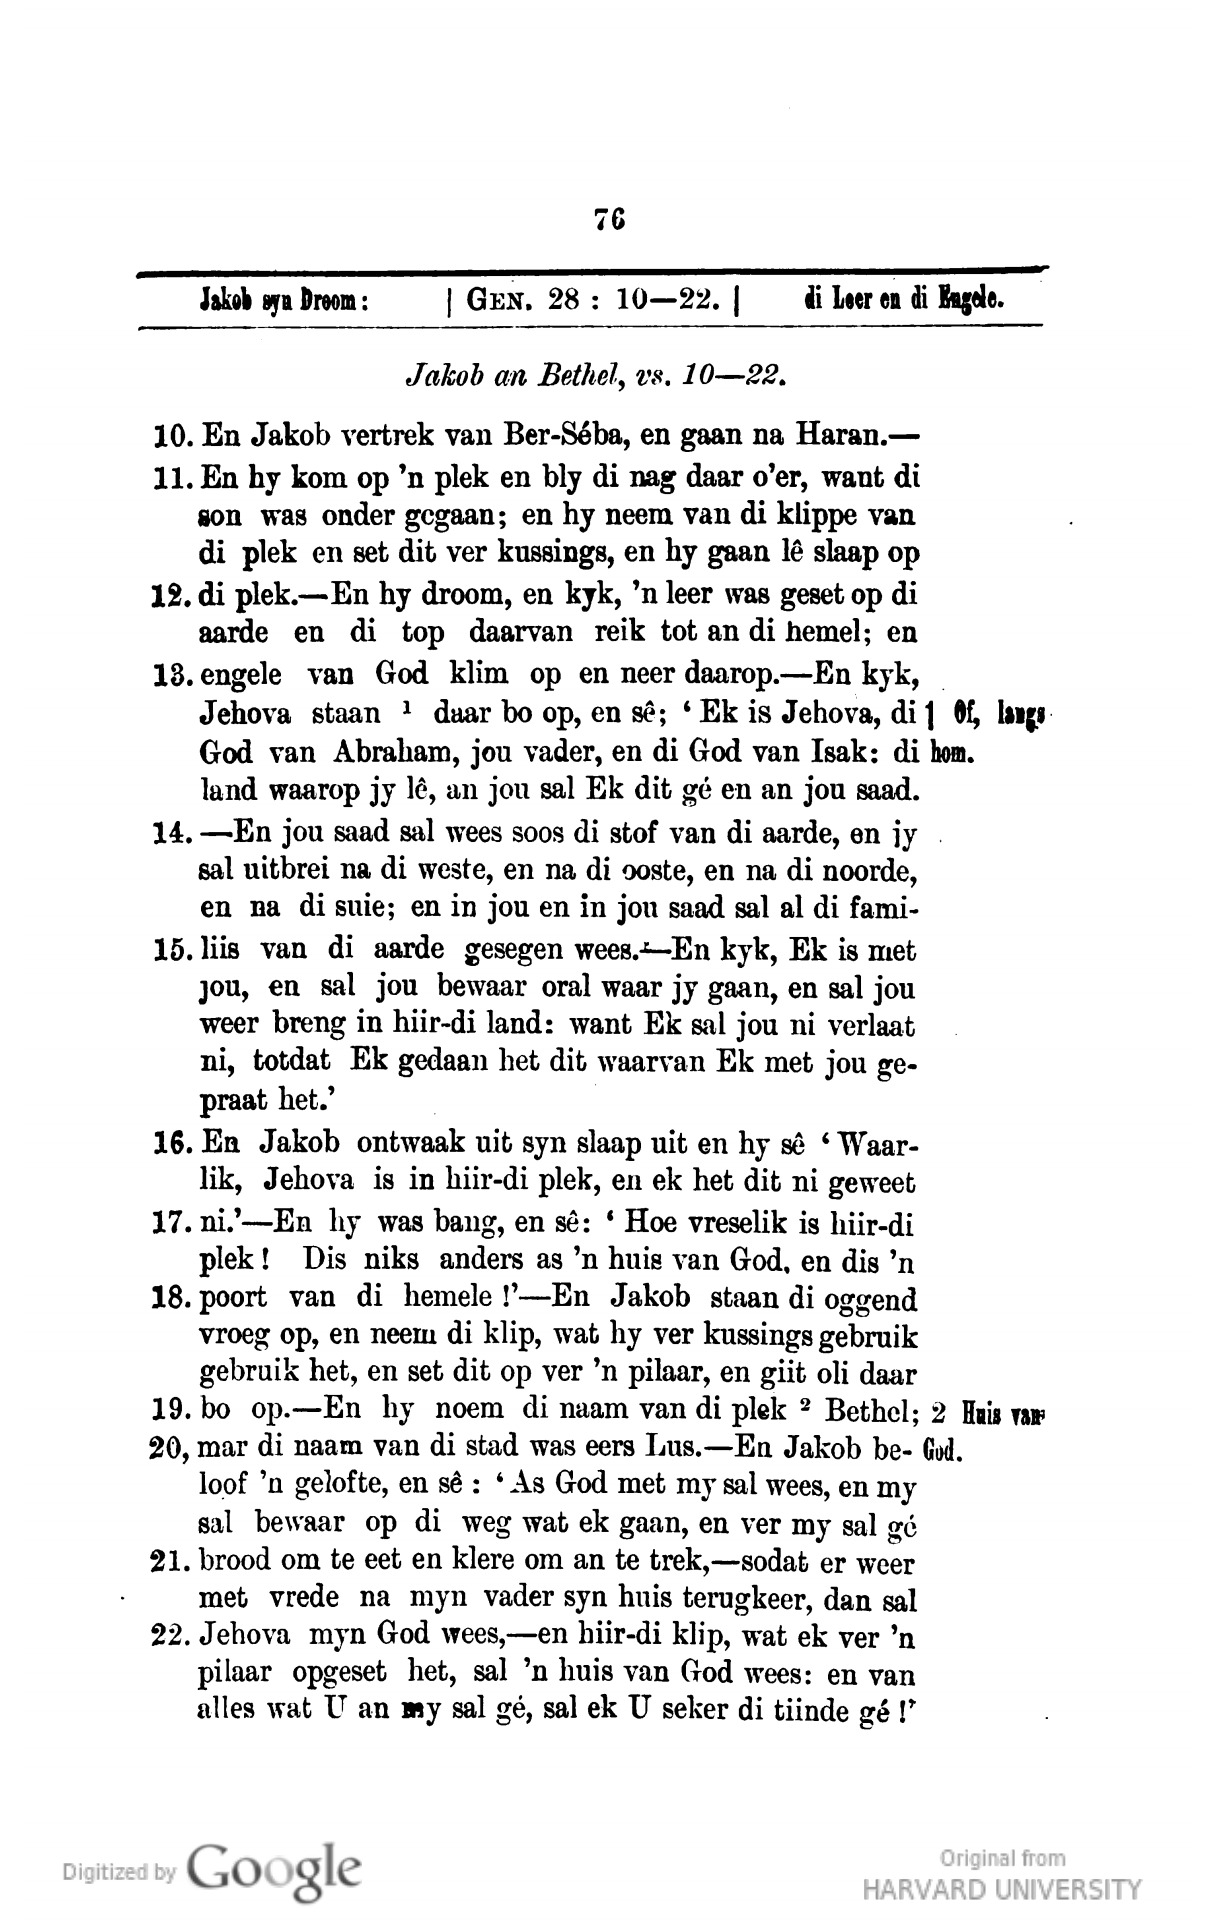 76
Jakob syn Droom: | GEN. 28 : 10—22. | di Leer en di Engele.
Jakob an Bethel, vs. 10—22.
10. En Jakob vertrek van Ber-Séba, en gaan na Haran.—
11. En hy kom op ’n plek en bly di nag daar o’er, want di
son was onder gegaan; en hy neem van di klippe van
di plek en set dit ver kussings, en hy gaan lê slaap op
12. di plek.—En hy droom, en kyk, ’n leer was geset op di
aarde en di top daarvan reik tot an di hemel; en
13. engele van God klim op en neer daarop.—En kyk,
Jehova staan ¹ daar bo op, en sê; ‘ Ek is Jehova, di
God van Abraham, jou vader, en di God van Isak: di
land waarop jy lê, an jou sal Ek dit gé en an jou saad.
1 Of, langs
hom.
14. —En jou saad sal wees soos di stof van di aarde, en jy
sal uitbrei na di weste, en na di ooste, en na di noorde,
en na di suie; en in jou en in jou saad sal al di fami-
15. liis van di aarde gesegen wees.—En kyk, Ek is met
jou, en sal jou bewaar oral waar jy gaan, en sal jou
weer breng in hiir-di land: want Ek sal jou ni verlaat
ni, totdat Ek gedaan het dit waarvan Ek met jou ge-
praat het.’
16. En Jakob ontwaak uit syn slaap uit en hy sê ‘ Waar-
lik, Jehova is in hiir-di plek, en ek het dit ni geweet
17. ni.’—En hy was bang, en sê: ‘ Hoe vreselik is hiir-di
plek ! Dis niks anders as ’n huis van God, en dis ’n
18. poort van di hemele !’—En Jakob staan di oggend
vroeg op, en neem di klip, wat hy ver kussings gebruik
gebruik het, en set dit op ver ’n pilaar, en giit oli daar
19. bo op.—En hy noem di naam van di plek ² Bethel;
20, mar di naam van di stad was eers Lus.—En Jakob be-
2 Huis van
God.
loof ’n gelofte, en sê : ‘ As God met my sal wees, en my
sal bewaar op di weg wat ek gaan, en ver my sal gé
21. brood om te eet en klere om an te trek,—sodat er weer
met vrede na myn vader syn huis terugkeer, dan sal
22. Jehova myn God wees,—en hiir-di klip, wat ek ver ’n
pilaar opgeset het, sal ’n huis van God wees: en van
alles wat U an my sal gé, sal ek U seker di tiinde gé !’
Digitized by Google
Original from
HARVARD UNIVERSITY